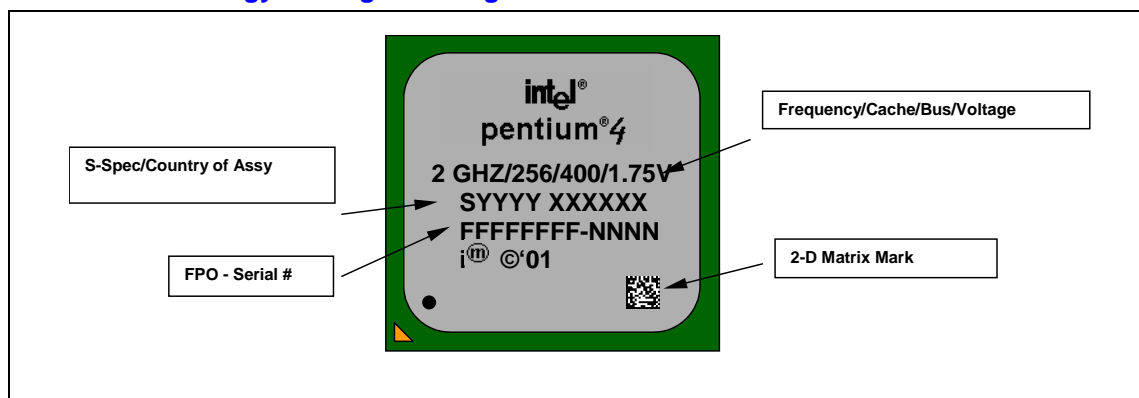 intel®
pentium®4
2 GHZ/256/400/1.75V
SYYYY XXXXXX
FFFFFFFF-NNNN
i ⓜ ©‘01
S-Spec/Country of Assy
FPO - Serial #
Frequency/Cache/Bus/Voltage
2-D Matrix Mark